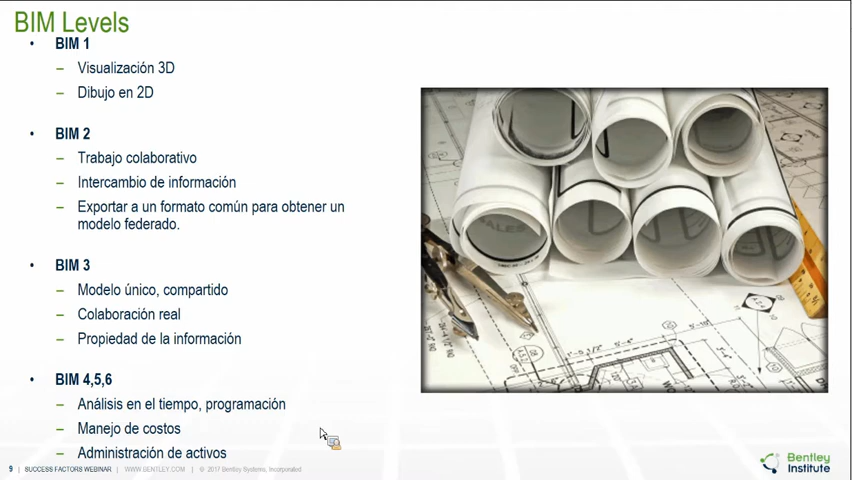 BIM Levels
• BIM 1
– Visualización 3D
– Dibujo en 2D
• BIM 2
– Trabajo colaborativo
– Intercambio de información
– Exportar a un formato común para obtener un
modelo federado.
• BIM 3
– Modelo único, compartido
– Colaboración real
– Propiedad de la información
• BIM 4,5,6
– Análisis en el tiempo, programación
– Manejo de costos
– Administración de activos
9 | SUCCESS FACTORS WEBINAR | WWW.BENTLEY.COM | © 2017 Bentley Systems, Incorporated
Bentley
Institute